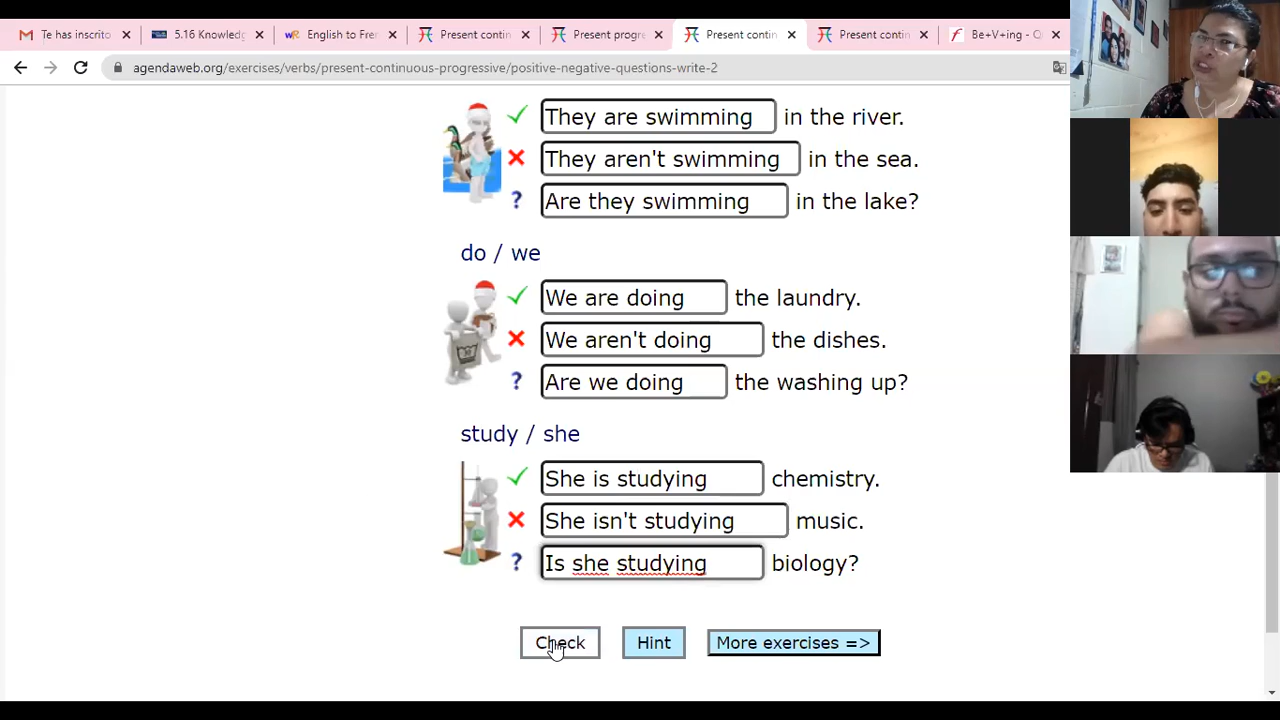 Te has inscrito
5.16 Knowledg
English to Fre
Present contin
Present progre
Present contin
Present contin
Be+V+ing - Q
agendaweb.org/exercises/verbs/present-continuous-progressive/positive-negative-questions-write-2
They are swimming in the river.
They aren't swimming in the sea.
? Are they swimming in the lake?
do / we
We are doing the laundry.
We aren't doing the dishes.
? Are we doing the washing up?
study / she
She is studying chemistry.
She isn't studying music.
? Is she studying biology?
Check Hint More exercises =>